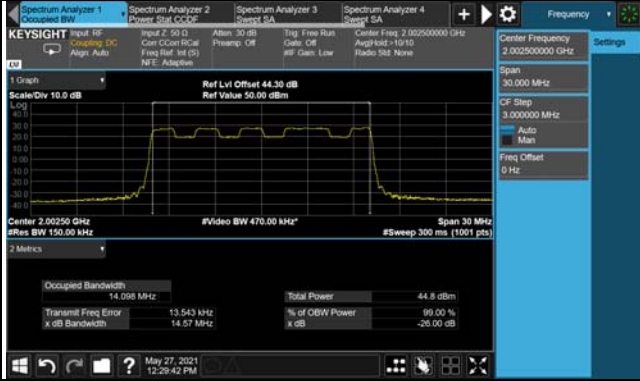 Spectrum Analyzer 1
Occupied BW
Spectrum Analyzer 2
Power Stat CCDF
Spectrum Analyzer 3
Swept SA
Spectrum Analyzer 4
Swept SA
Frequency
KEYSIGHT
Input: RF
Coupling: DC
Align: Auto
Input Z: 50 Ω
Corr CCorr RCal
Freq Ref: Int (S)
NFE: Adaptive
Atten: 30 dB
Preamp: Off
Trig: Free Run
Gate: Off
#IF Gain: Low
Center Freq: 2.002500000 GHz
Avg|Hold:>10/10
Radio Std: None
LXI
Center Frequency
2.002500000 GHz
Settings
Span
30.000 MHz
CF Step
3.000000 MHz
Auto
Man
Freq Offset
0 Hz
1 Graph
Scale/Div 10.0 dB
Ref Lvl Offset 44.30 dB
Ref Value 50.00 dBm
Log
40.0
30.0
20.0
10.0
0.00
-10.0
-20.0
-30.0
-40.0
Center 2.00250 GHz
#Res BW 150.00 kHz
#Video BW 470.00 kHz*
Span 30 MHz
#Sweep 300 ms (1001 pts)
2 Metrics
Occupied Bandwidth
14.098 MHz
Total Power 44.8 dBm
Transmit Freq Error 13.543 kHz
x dB Bandwidth 14.57 MHz
% of OBW Power 99.00 %
x dB -26.00 dB
May 27, 2021
12:29:42 PM